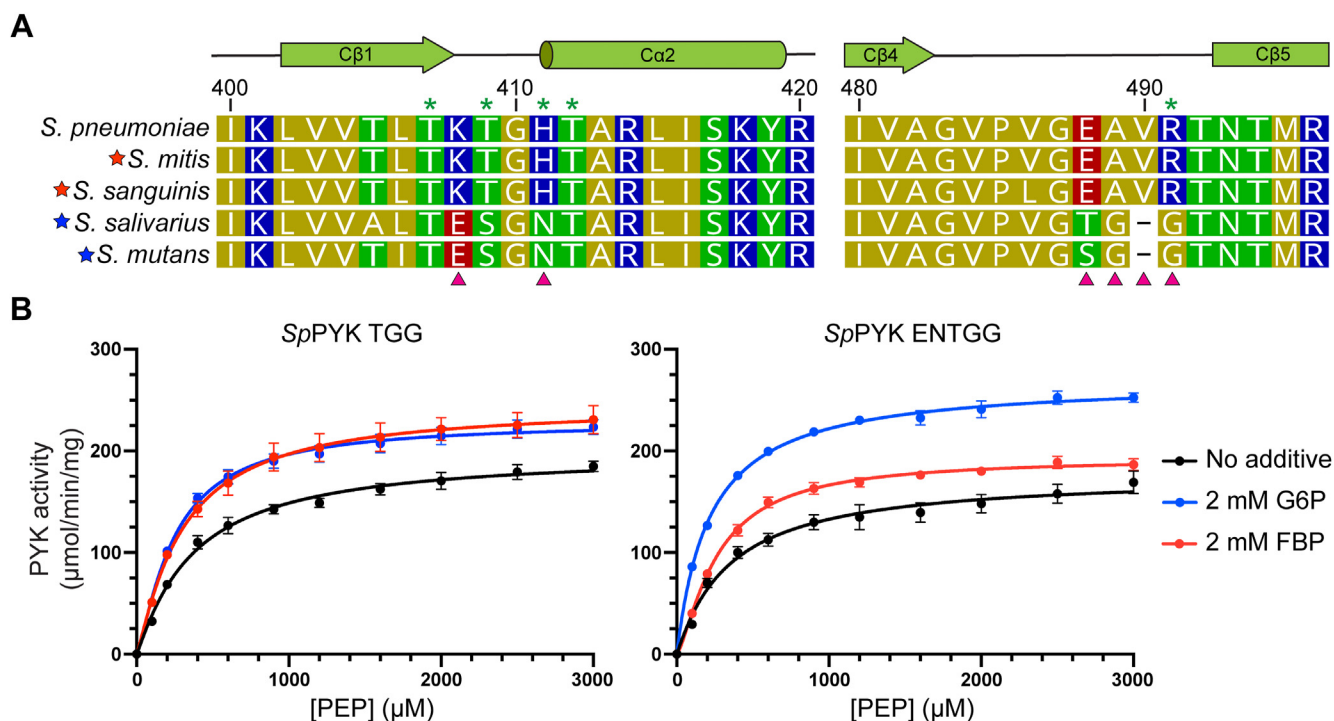 A
Cβ1 Cα2 Cβ4 Cβ5
400 410 420 480 490
* * * * *
S. pneumoniae I K L V V T L T K T G H T A R L I S K Y R I V A G V P V G E A V R T N T M R
S. mitis I K L V V T L T K T G H T A R L I S K Y R I V A G V P V G E A V R T N T M R
S. sanguinis I K L V V T L T K T G H T A R L I S K Y R I V A G V P L G E A V R T N T M R
S. salivarius I K L V V A L T E S G N T A R L I S K Y R I V A G V P V G T G – G T N T M R
S. mutans I K L V V T I T E S G N T A R L I S K Y R I V A G V P V G S G – G T N T M R
B
SpPYK TGG
PYK activity
(µmol/min/mg)
300
200
100
0
0 1000 2000 3000
[PEP] (µM)
SpPYK ENTGG
300
200
100
0
0 1000 2000 3000
[PEP] (µM)
No additive
2 mM G6P
2 mM FBP